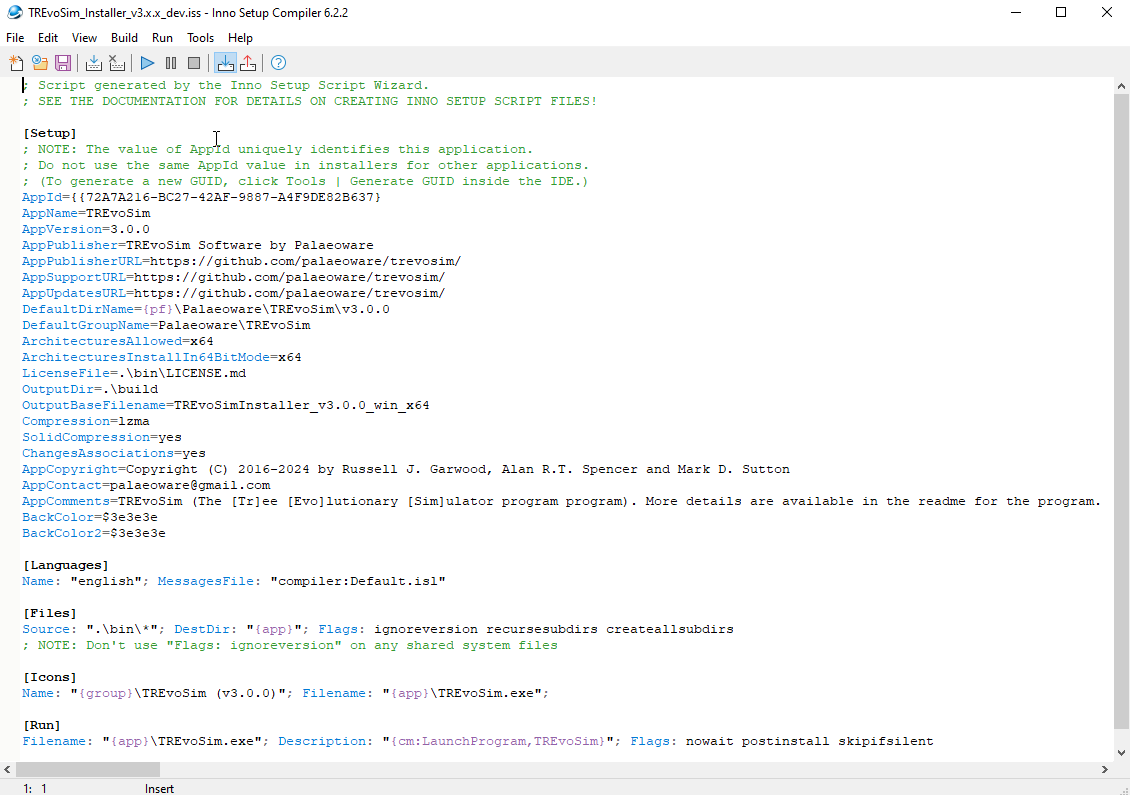 TREvoSim_Installer_v3.x.x_dev.iss - Inno Setup Compiler 6.2.2
File Edit View Build Run Tools Help
; Script generated by the Inno Setup Script Wizard.
; SEE THE DOCUMENTATION FOR DETAILS ON CREATING INNO SETUP SCRIPT FILES!
[Setup]
; NOTE: The value of AppId uniquely identifies this application.
; Do not use the same AppId value in installers for other applications.
; (To generate a new GUID, click Tools | Generate GUID inside the IDE.)
AppId={{72A7A216-BC27-42AF-9887-A4F9DE82B637}
AppName=TREvoSim
AppVersion=3.0.0
AppPublisher=TREvoSim Software by Palaeoware
AppPublisherURL=https://github.com/palaeoware/trevosim/
AppSupportURL=https://github.com/palaeoware/trevosim/
AppUpdatesURL=https://github.com/palaeoware/trevosim/
DefaultDirName={pf}\Palaeoware\TREvoSim\v3.0.0
DefaultGroupName=Palaeoware\TREvoSim
ArchitecturesAllowed=x64
ArchitecturesInstallIn64BitMode=x64
LicenseFile=.\bin\LICENSE.md
OutputDir=.\build
OutputBaseFilename=TREvoSimInstaller_v3.0.0_win_x64
Compression=lzma
SolidCompression=yes
ChangesAssociations=yes
AppCopyright=Copyright (C) 2016-2024 by Russell J. Garwood, Alan R.T. Spencer and Mark D. Sutton
AppContact=palaeoware@gmail.com
AppComments=TREvoSim (The [Tr]ee [Evo]lutionary [Sim]ulator program program). More details are available in the readme for the program.
BackColor=$3e3e3e
BackColor2=$3e3e3e
[Languages]
Name: "english"; MessagesFile: "compiler:Default.isl"
[Files]
Source: ".\bin\*"; DestDir: "{app}"; Flags: ignoreversion recursesubdirs createallsubdirs
; NOTE: Don't use "Flags: ignoreversion" on any shared system files
[Icons]
Name: "{group}\TREvoSim (v3.0.0)"; Filename: "{app}\TREvoSim.exe";
[Run]
Filename: "{app}\TREvoSim.exe"; Description: "{cm:LaunchProgram,TREvoSim}"; Flags: nowait postinstall skipifsilent
1: 1 Insert